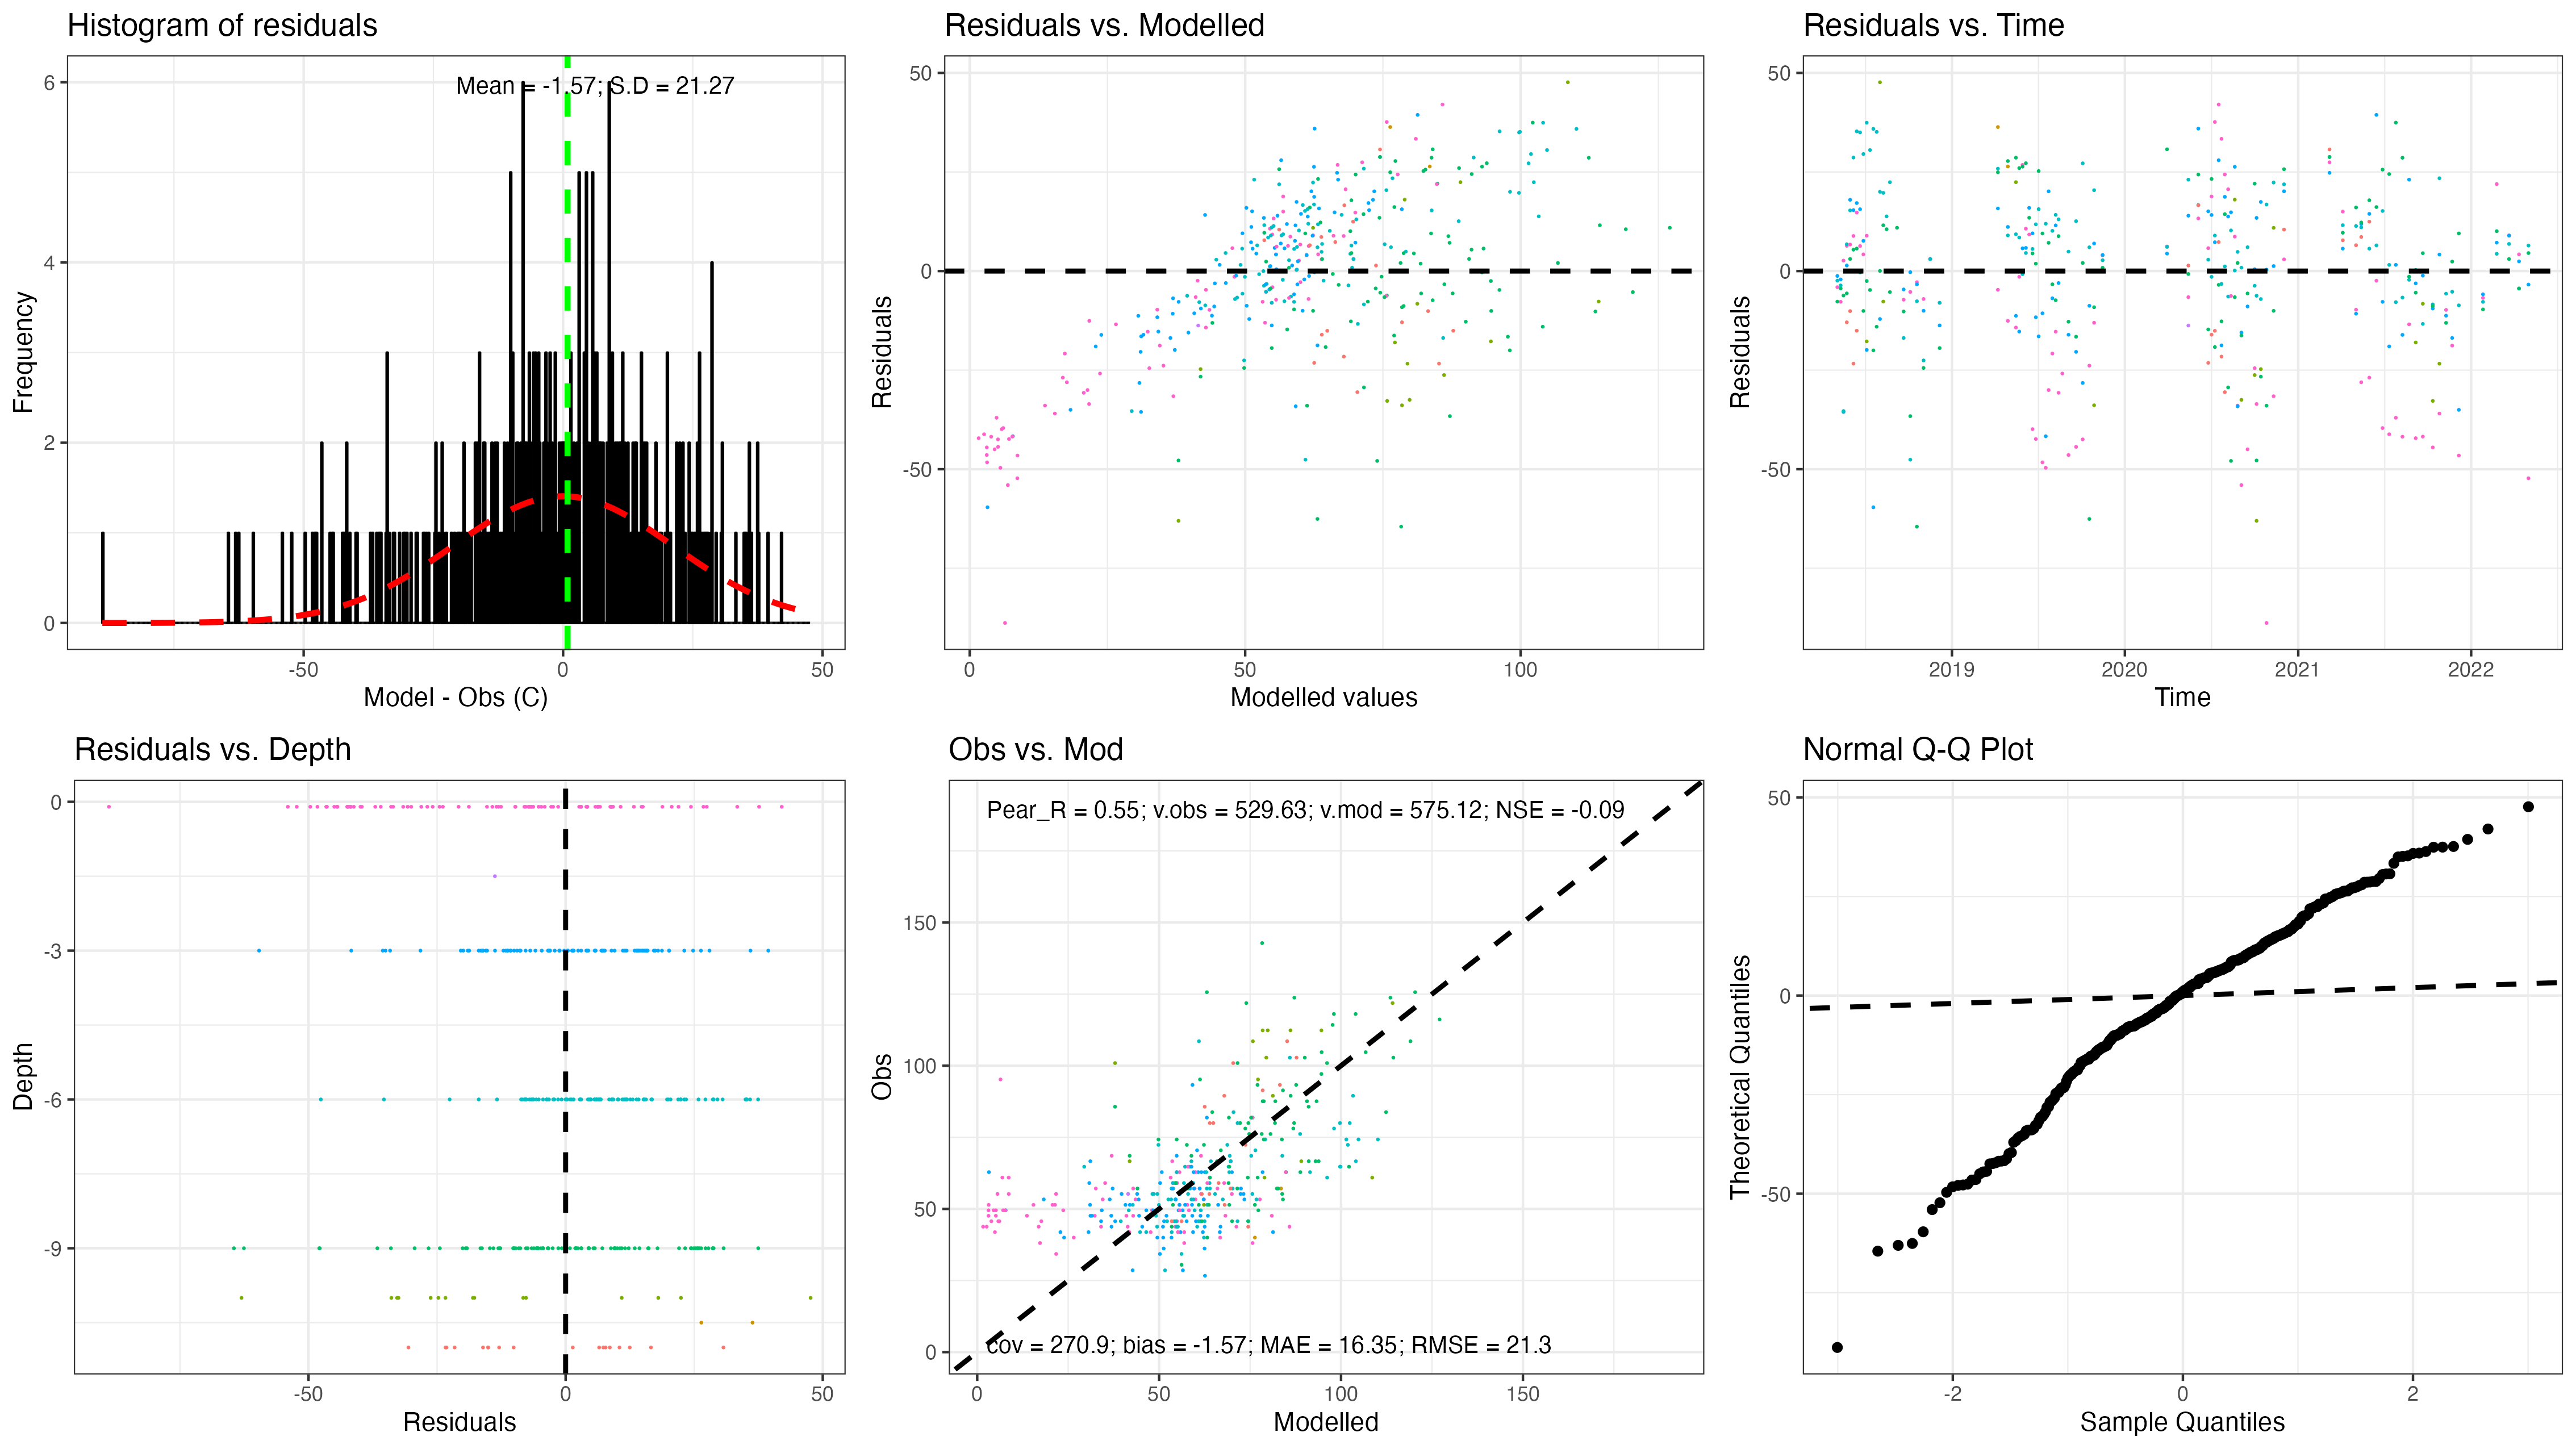 Histogram of residuals
Mean = -1.57; S.D = 21.27
6
4
2
0
Frequency
-50
0
50
Model - Obs (C)
Residuals vs. Modelled
50
0
-50
Residuals
0
50
100
Modelled values
Residuals vs. Time
50
0
-50
Residuals
2019
2020
2021
2022
Time
Residuals vs. Depth
0
-3
-6
-9
Depth
-50
0
50
Residuals
Obs vs. Mod
Pear_R = 0.55; v.obs = 529.63; v.mod = 575.12; NSE = -0.09
150
100
50
0
Obs
cov = 270.9; bias = -1.57; MAE = 16.35; RMSE = 21.3
0
50
100
150
Modelled
Normal Q-Q Plot
50
0
-50
Theoretical Quantiles
-2
0
2
Sample Quantiles